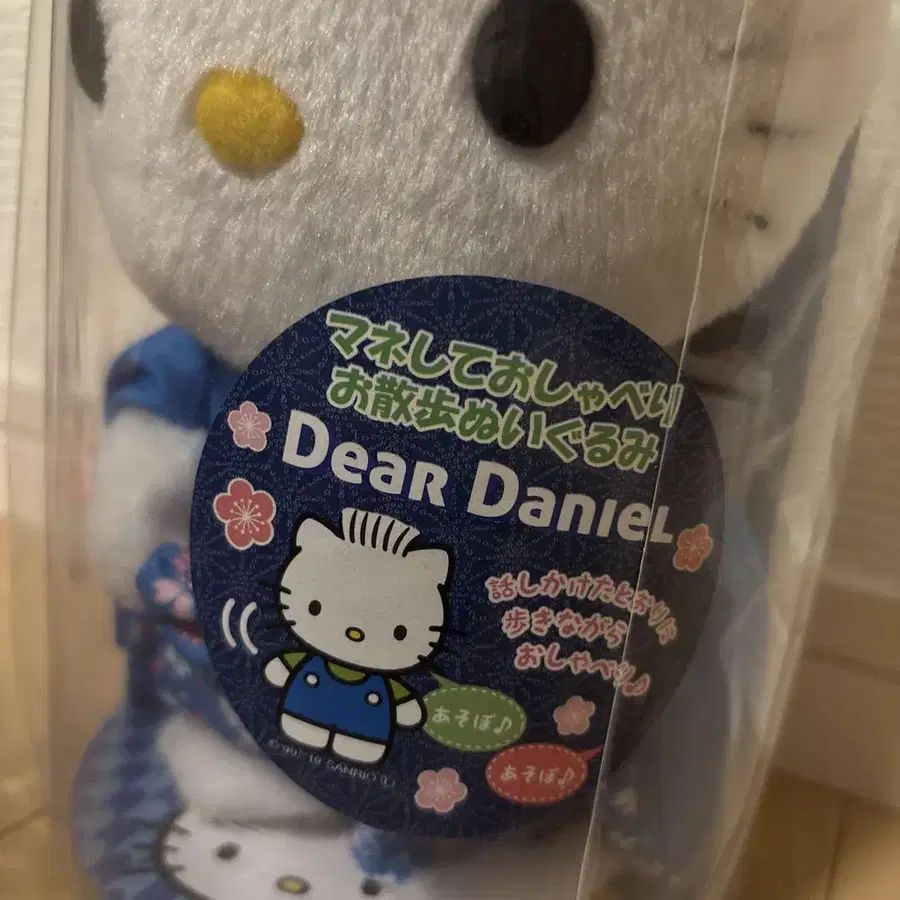 マネしておしゃべり
お散歩ぬいぐるみ
Dear Daniel
話しかけたとおりに
歩きながら
おしゃべり♪
あそぼ♪
あそぼ♪
SANRIO